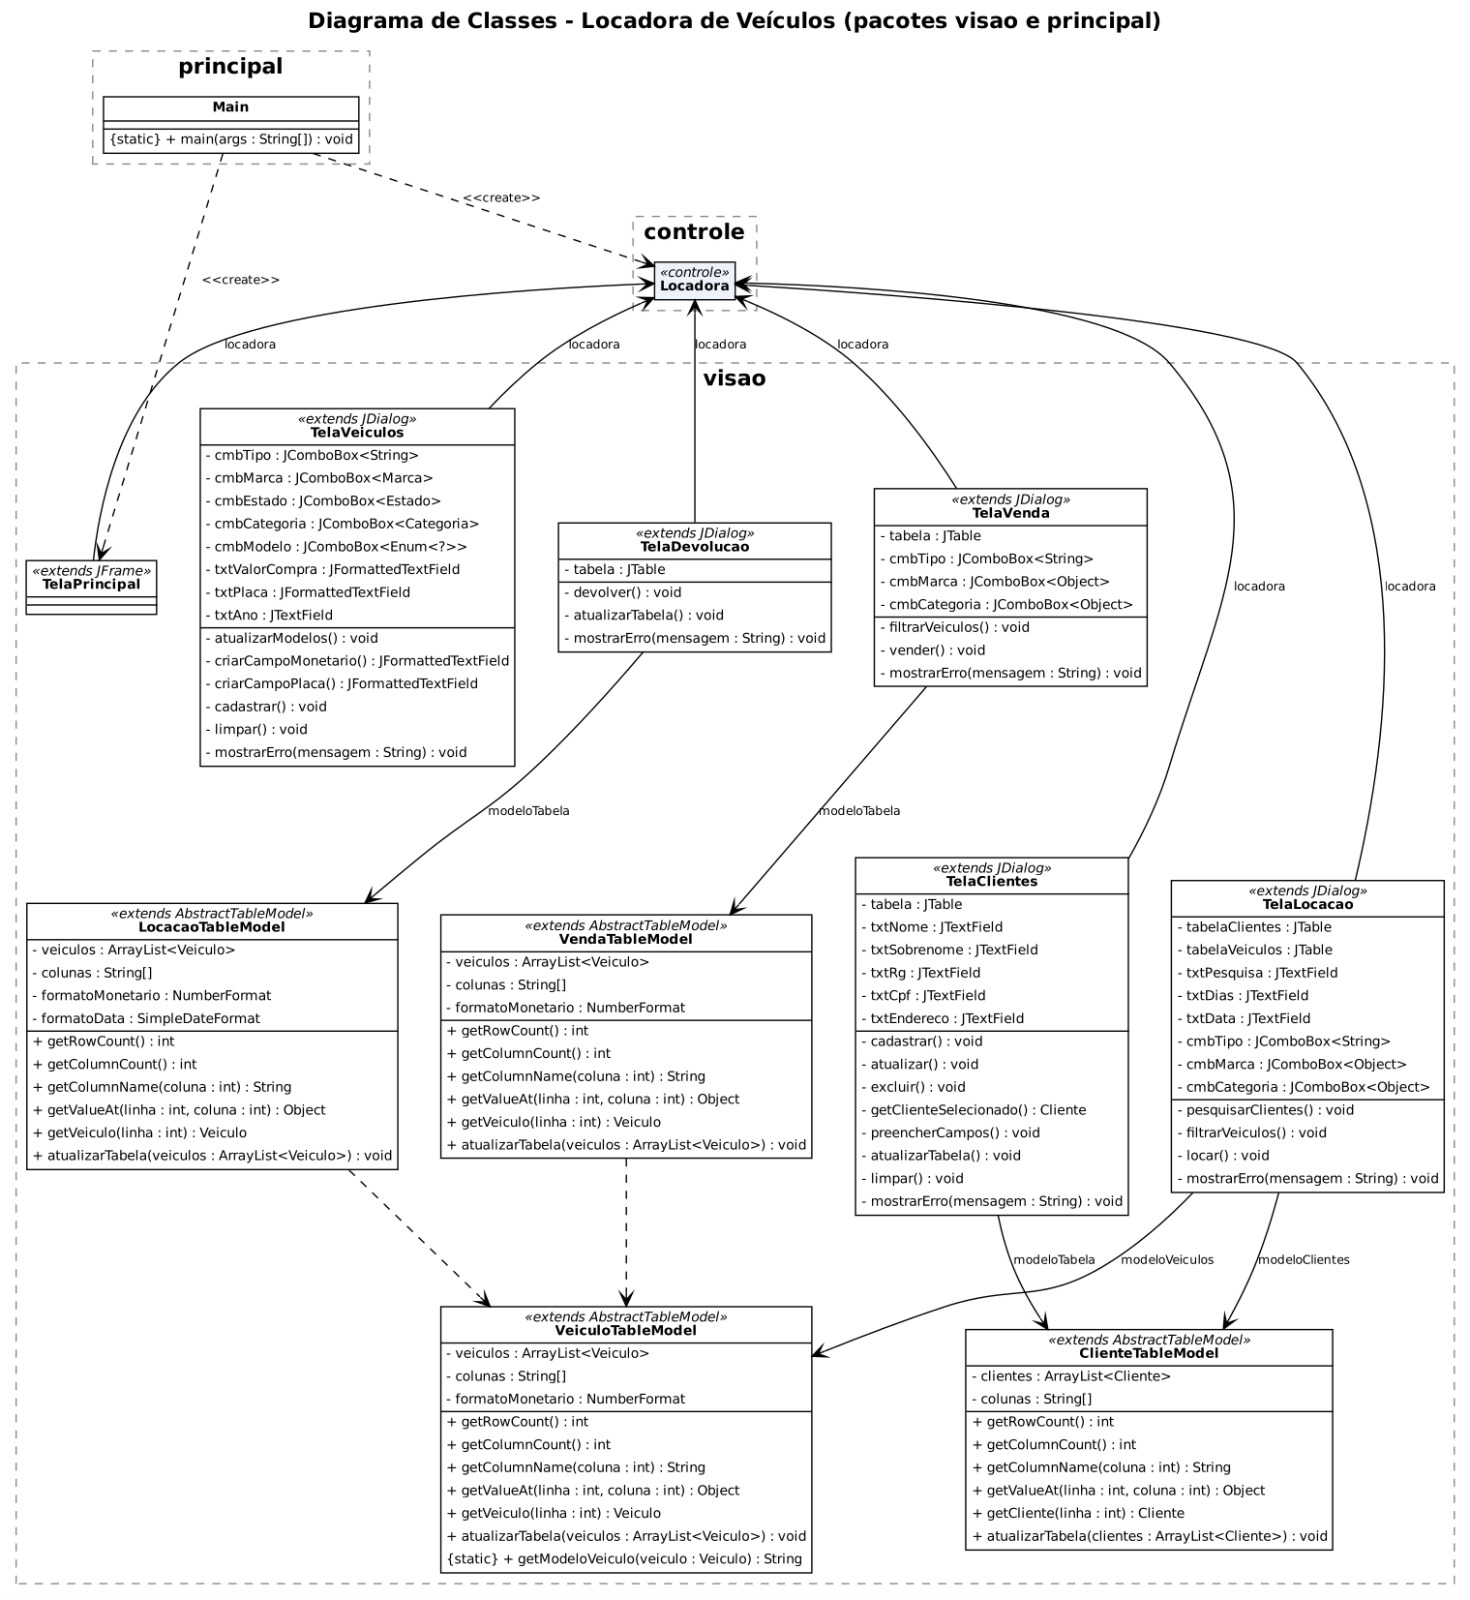 Diagrama de Classes - Locadora de Veículos (pacotes visao e principal)
principal
Main
{static} + main(args : String[]) : void
<<create>>
controle
«controle»
Locadora
<<create>>
locadora
locadora
locadora
locadora
visao
«extends JDialog»
TelaVeiculos
- cmbTipo : JComboBox<String>
- cmbMarca : JComboBox<Marca>
- cmbEstado : JComboBox<Estado>
- cmbCategoria : JComboBox<Categoria>
- cmbModelo : JComboBox<Enum<?>>
- txtValorCompra : JFormattedTextField
- txtPlaca : JFormattedTextField
- txtAno : JTextField
- atualizarModelos() : void
- criarCampoMonetario() : JFormattedTextField
- criarCampoPlaca() : JFormattedTextField
- cadastrar() : void
- limpar() : void
- mostrarErro(mensagem : String) : void
«extends JDialog»
TelaVenda
- tabela : JTable
- cmbTipo : JComboBox<String>
- cmbMarca : JComboBox<Object>
- cmbCategoria : JComboBox<Object>
- filtrarVeiculos() : void
- vender() : void
- mostrarErro(mensagem : String) : void
«extends JDialog»
TelaDevolucao
- tabela : JTable
- devolver() : void
- atualizarTabela() : void
- mostrarErro(mensagem : String) : void
«extends JFrame»
TelaPrincipal
locadora
locadora
modeloTabela
modeloTabela
«extends JDialog»
TelaClientes
- tabela : JTable
- txtNome : JTextField
- txtSobrenome : JTextField
- txtRg : JTextField
- txtCpf : JTextField
- txtEndereco : JTextField
- cadastrar() : void
- atualizar() : void
- excluir() : void
- getClienteSelecionado() : Cliente
- preencherCampos() : void
- atualizarTabela() : void
- limpar() : void
- mostrarErro(mensagem : String) : void
«extends JDialog»
TelaLocacao
- tabelaClientes : JTable
- tabelaVeiculos : JTable
- txtPesquisa : JTextField
- txtDias : JTextField
- txtData : JTextField
- cmbTipo : JComboBox<String>
- cmbMarca : JComboBox<Object>
- cmbCategoria : JComboBox<Object>
- pesquisarClientes() : void
- filtrarVeiculos() : void
- locar() : void
- mostrarErro(mensagem : String) : void
«extends AbstractTableModel»
LocacaoTableModel
- veiculos : ArrayList<Veiculo>
- colunas : String[]
- formatoMonetario : NumberFormat
- formatoData : SimpleDateFormat
+ getRowCount() : int
+ getColumnCount() : int
+ getColumnName(coluna : int) : String
+ getValueAt(linha : int, coluna : int) : Object
+ getVeiculo(linha : int) : Veiculo
+ atualizarTabela(veiculos : ArrayList<Veiculo>) : void
«extends AbstractTableModel»
VendaTableModel
- veiculos : ArrayList<Veiculo>
- colunas : String[]
- formatoMonetario : NumberFormat
+ getRowCount() : int
+ getColumnCount() : int
+ getColumnName(coluna : int) : String
+ getValueAt(linha : int, coluna : int) : Object
+ getVeiculo(linha : int) : Veiculo
+ atualizarTabela(veiculos : ArrayList<Veiculo>) : void
modeloTabela
modeloVeiculos
modeloClientes
«extends AbstractTableModel»
VeiculoTableModel
- veiculos : ArrayList<Veiculo>
- colunas : String[]
- formatoMonetario : NumberFormat
+ getRowCount() : int
+ getColumnCount() : int
+ getColumnName(coluna : int) : String
+ getValueAt(linha : int, coluna : int) : Object
+ getVeiculo(linha : int) : Veiculo
+ atualizarTabela(veiculos : ArrayList<Veiculo>) : void
{static} + getModeloVeiculo(veiculo : Veiculo) : String
«extends AbstractTableModel»
ClienteTableModel
- clientes : ArrayList<Cliente>
- colunas : String[]
+ getRowCount() : int
+ getColumnCount() : int
+ getColumnName(coluna : int) : String
+ getValueAt(linha : int, coluna : int) : Object
+ getCliente(linha : int) : Cliente
+ atualizarTabela(clientes : ArrayList<Cliente>) : void